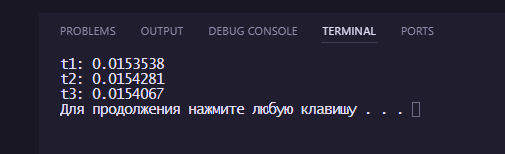 PROBLEMS OUTPUT DEBUG CONSOLE TERMINAL PORTS
t1: 0.0153538
t2: 0.0154281
t3: 0.0154067
Для продолжения нажмите любую клавишу . . .